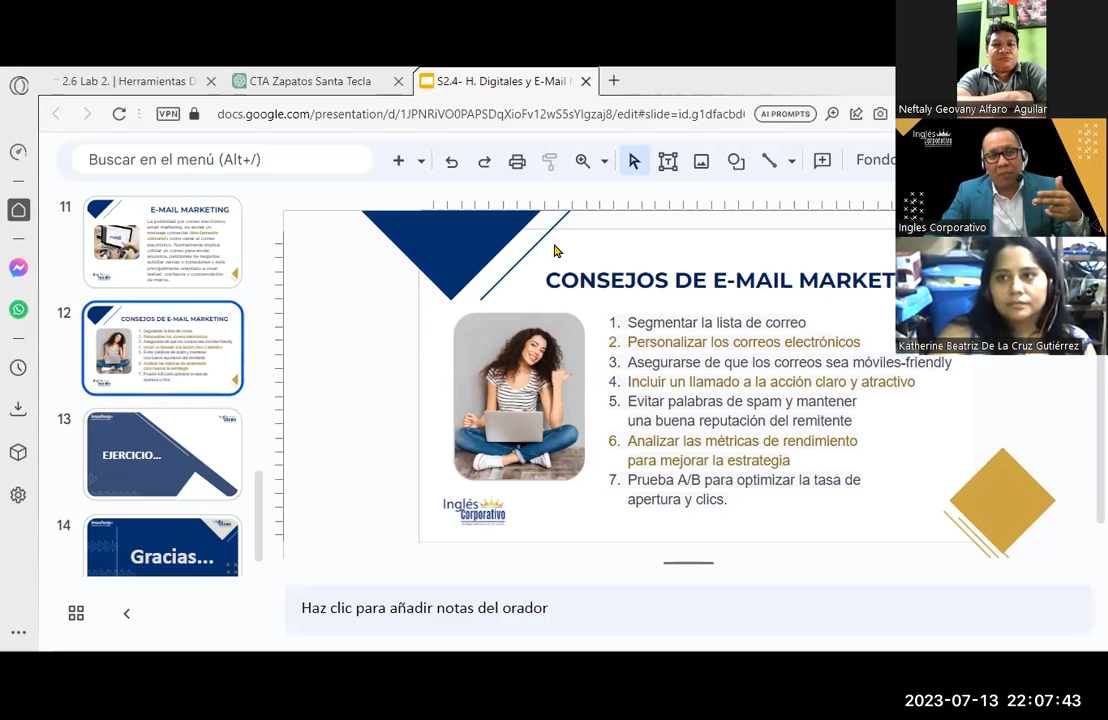 2.6 Lab 2. | Herramientas D
CTA Zapatos Santa Tecla
S2.4- H. Digitales y E-Mail
VPN
docs.google.com/presentation/d/1JPNRiVO0PAPSDqXioFv12wS5sYlgzaj8/edit#slide=id.g1dfacbd
AI PROMPTS
Buscar en el menú (Alt+/)
Fondo
11
E-MAIL MARKETING
12
CONSEJOS DE E-MAIL MARKETING
13
EJERCICIO...
14
Gracias...
CONSEJOS DE E-MAIL MARKET
1. Segmentar la lista de correo
2. Personalizar los correos electrónicos
3. Asegurarse de que los correos sea móviles-friendly
4. Incluir un llamado a la acción claro y atractivo
5. Evitar palabras de spam y mantener
una buena reputación del remitente
6. Analizar las métricas de rendimiento
para mejorar la estrategia
7. Prueba A/B para optimizar la tasa de
apertura y clics.
Inglés
Corporativo
Haz clic para añadir notas del orador
Neftaly Geovany Alfaro Aguilar
Inglés
Corporativo
Ingles Corporativo
Katherine Beatriz De La Cruz Gutiérrez
2023-07-13 22:07:43